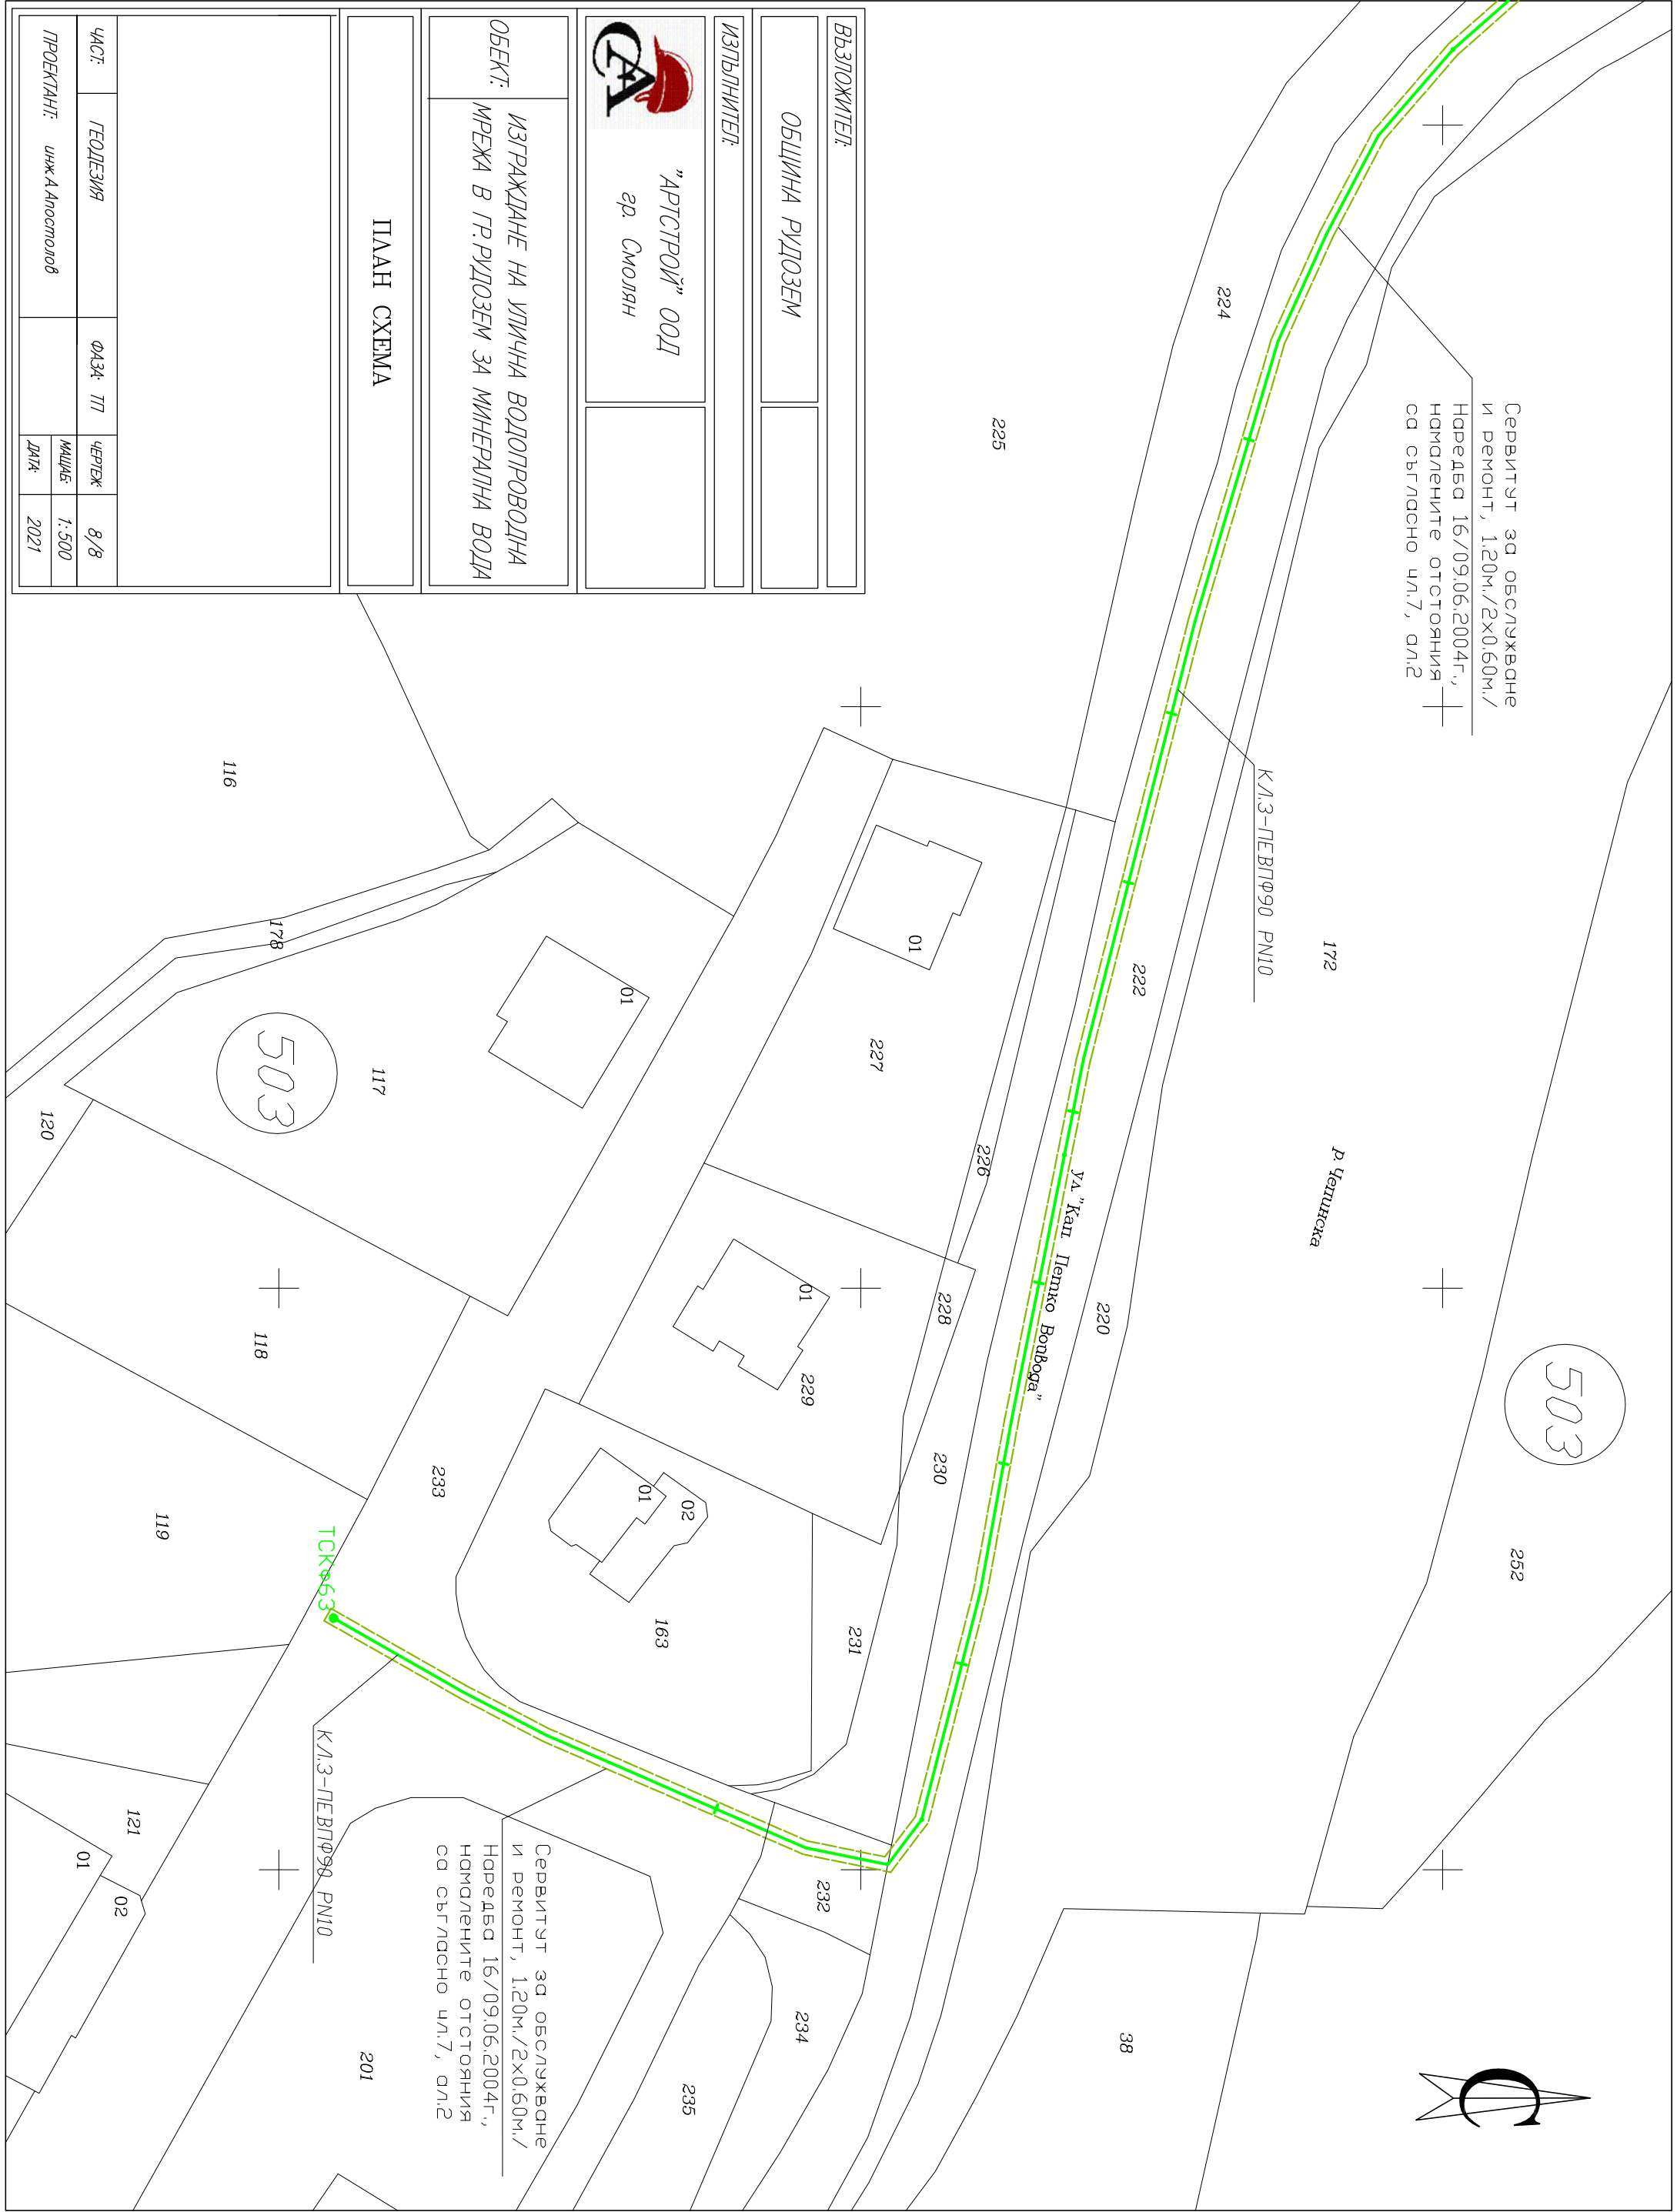 Сервитут за обслужване
и ремонт, 1.20м./2х0.60м./
Наредба 16/09.06.2004г.,
намалените отстояния
са съгласно чл.7, ал.2
503
252
С
172
р. Чепинска
КЛ.3-ПЕВПФ90 PN10
38
224
222
220
ул."Кап. Петко Войвода"
225
226
227
01
228
230
229
01
231
232
234
235
163
01
02
233
116
178
117
01
503
120
118
119
ТСКФ63
КЛ.3-ПЕВПФ90 PN10
Сервитут за обслужване
и ремонт, 1.20м./2х0.60м./
Наредба 16/09.06.2004г.,
намалените отстояния
са съгласно чл.7, ал.2
121
01
02
201
ВЪЗЛОЖИТЕЛ:
ОБЩИНА РУДОЗЕМ
ИЗПЪЛНИТЕЛ:
СА
"АРТСТРОЙ" ООД
гр. Смолян
ОБЕКТ:
ИЗГРАЖДАНЕ НА УЛИЧНА ВОДОПРОВОДНА
МРЕЖА В ГР.РУДОЗЕМ ЗА МИНЕРАЛНА ВОДА
ПЛАН СХЕМА
ЧАСТ:
ГЕОДЕЗИЯ
ФАЗА: ТП
ЧЕРТЕЖ:
8/8
ПРОЕКТАНТ:
инж.А.Апостолов
МАЩАБ:
1:500
ДАТА:
2021